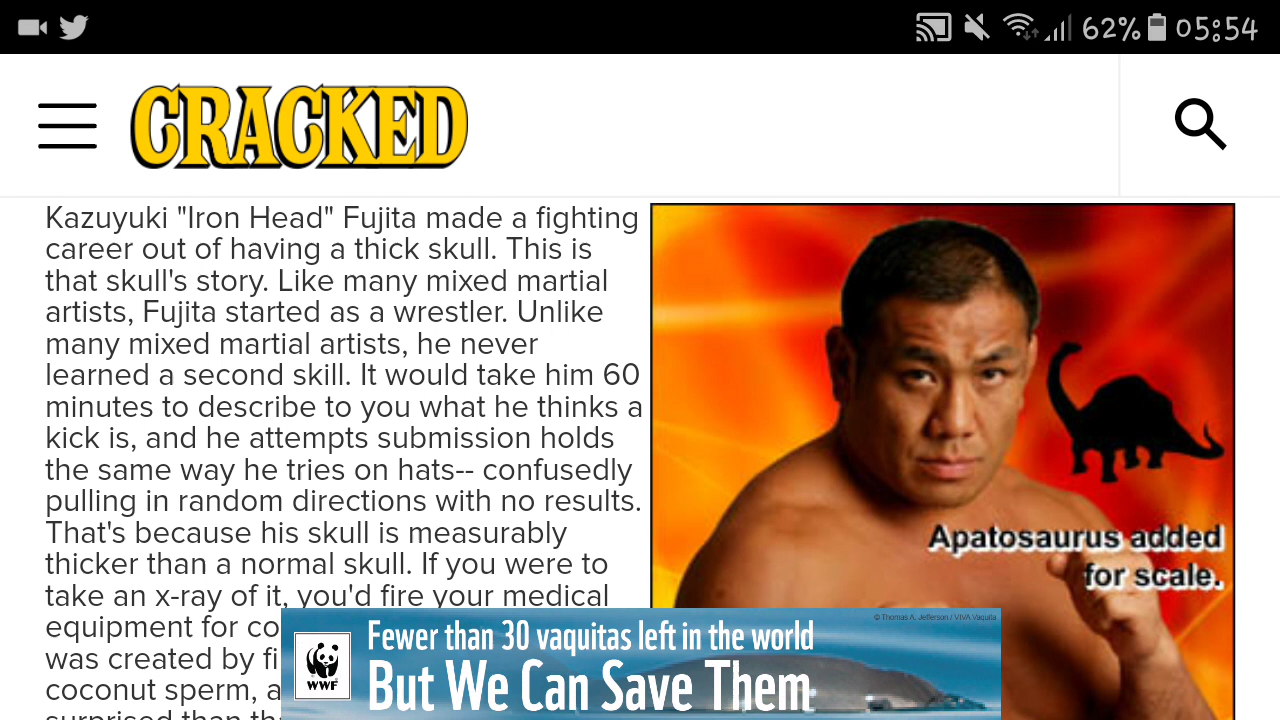 62% 05:54
CRACKED
Kazuyuki "Iron Head" Fujita made a fighting
career out of having a thick skull. This is
that skull's story. Like many mixed martial
artists, Fujita started as a wrestler. Unlike
many mixed martial artists, he never
learned a second skill. It would take him 60
minutes to describe to you what he thinks a
kick is, and he attempts submission holds
the same way he tries on hats-- confusedly
pulling in random directions with no results.
That's because his skull is measurably
thicker than a normal skull. If you were to
take an x-ray of it, you'd fire your medical
equipment for co
was created by fi
coconut sperm, a
surprised than th
Apatosaurus added
for scale.
© Thomas A. Jefferson / VIVA Vaquita
WWF
Fewer than 30 vaquitas left in the world
But We Can Save Them